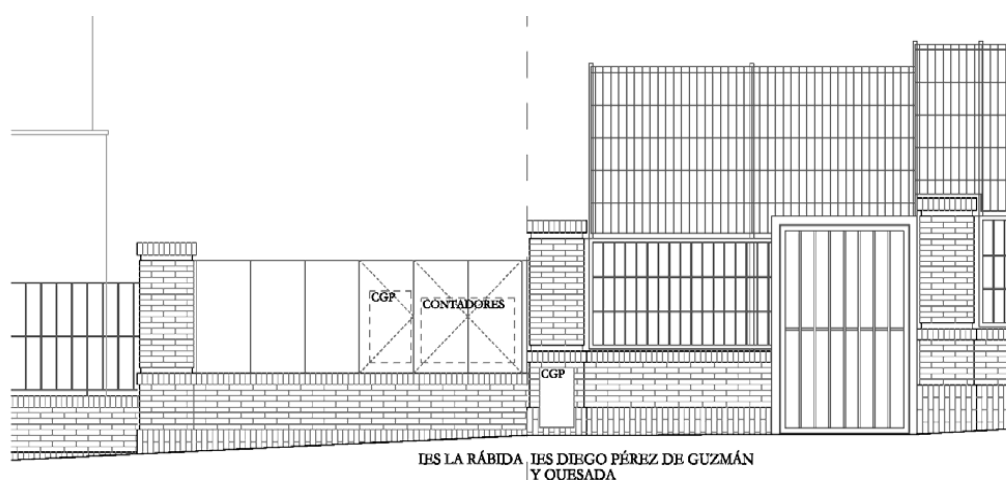 CGP
CONTADORES
CGP
IES LA RÁBIDA
IES DIEGO PÉREZ DE GUZMÁN
Y QUESADA